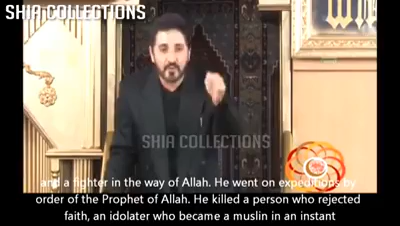 SHIA COLLECTIONS
SHIA COLLECTIONS
and a fighter in the way of Allah. He went on expeditions by
order of the Prophet of Allah. He killed a person who rejected
faith, an idolater who became a muslin in an instant